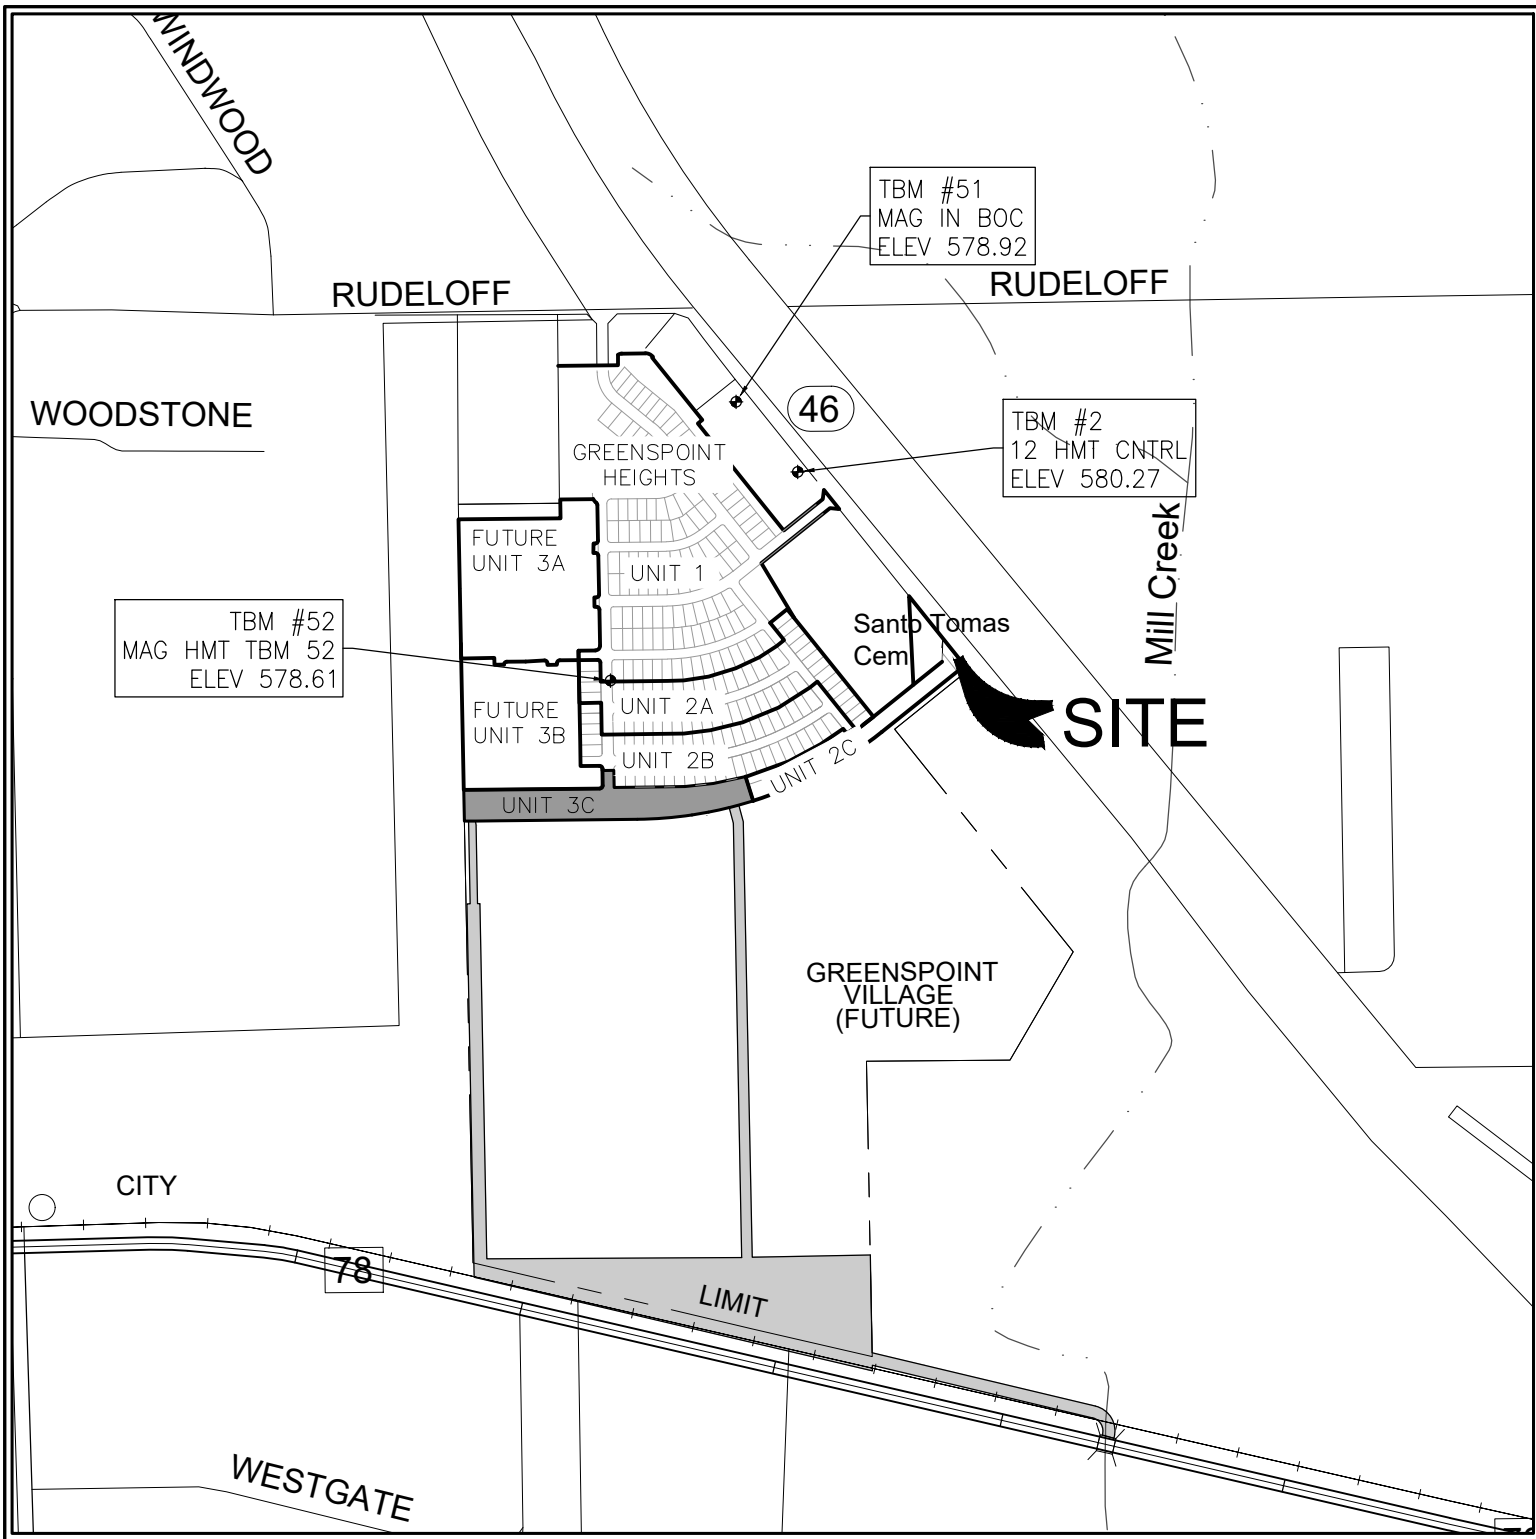 WINDWOOD
TBM #51
MAG IN BOC
ELEV 578.92
RUDELOFF
RUDELOFF
WOODSTONE
46
TBM #2
12 HMT CNTRL
ELEV 580.27
GREENSPOINT
HEIGHTS
FUTURE
UNIT 3A
UNIT 1
Mill Creek
TBM #52
MAG HMT TBM 52
ELEV 578.61
Santo Tomas
Cem
SITE
UNIT 2A
FUTURE
UNIT 3B
UNIT 2B
UNIT 2C
UNIT 3C
GREENSPOINT
VILLAGE
(FUTURE)
CITY
78
LIMIT
WESTGATE